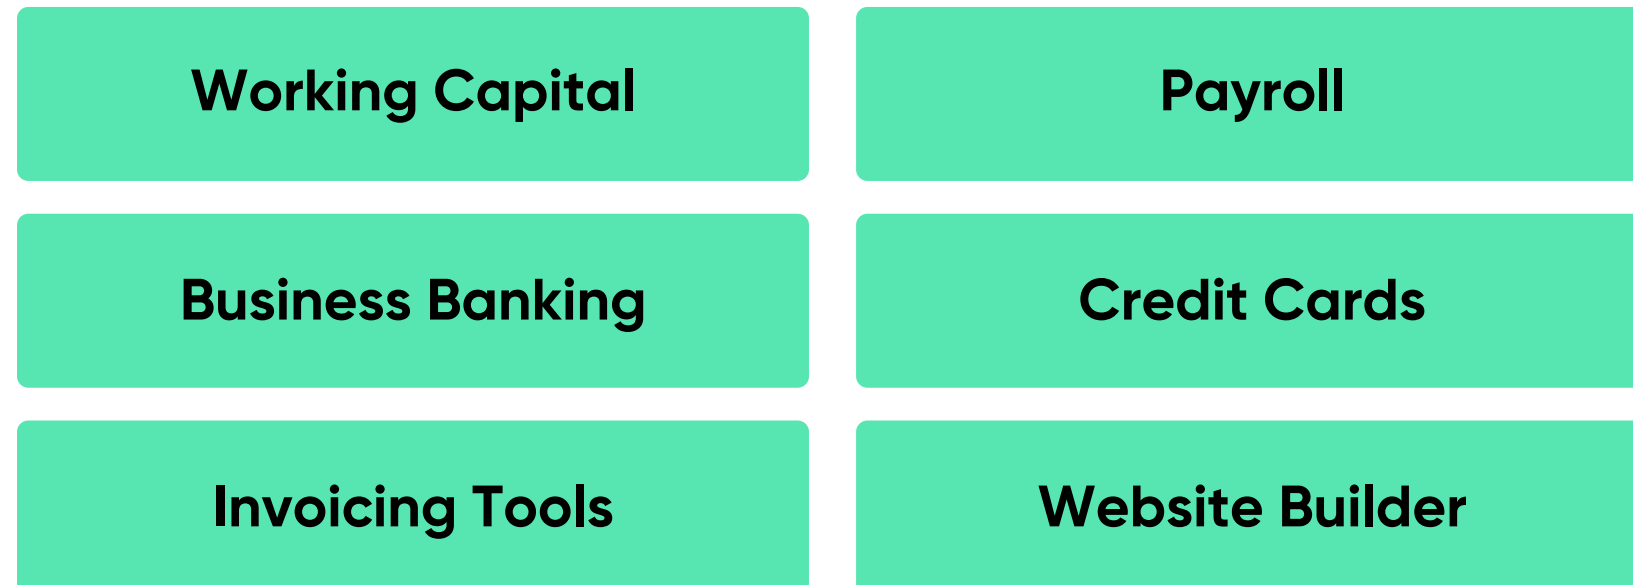 Working Capital
Payroll
Business Banking
Credit Cards
Invoicing Tools
Website Builder